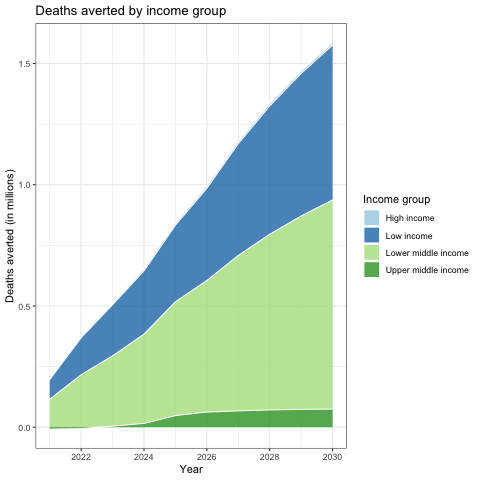 Deaths averted by income group
Deaths averted (in millions)
1.5
1.0
0.5
0.0
2022
2024
2026
2028
2030
Year
Income group
High income
Low income
Lower middle income
Upper middle income